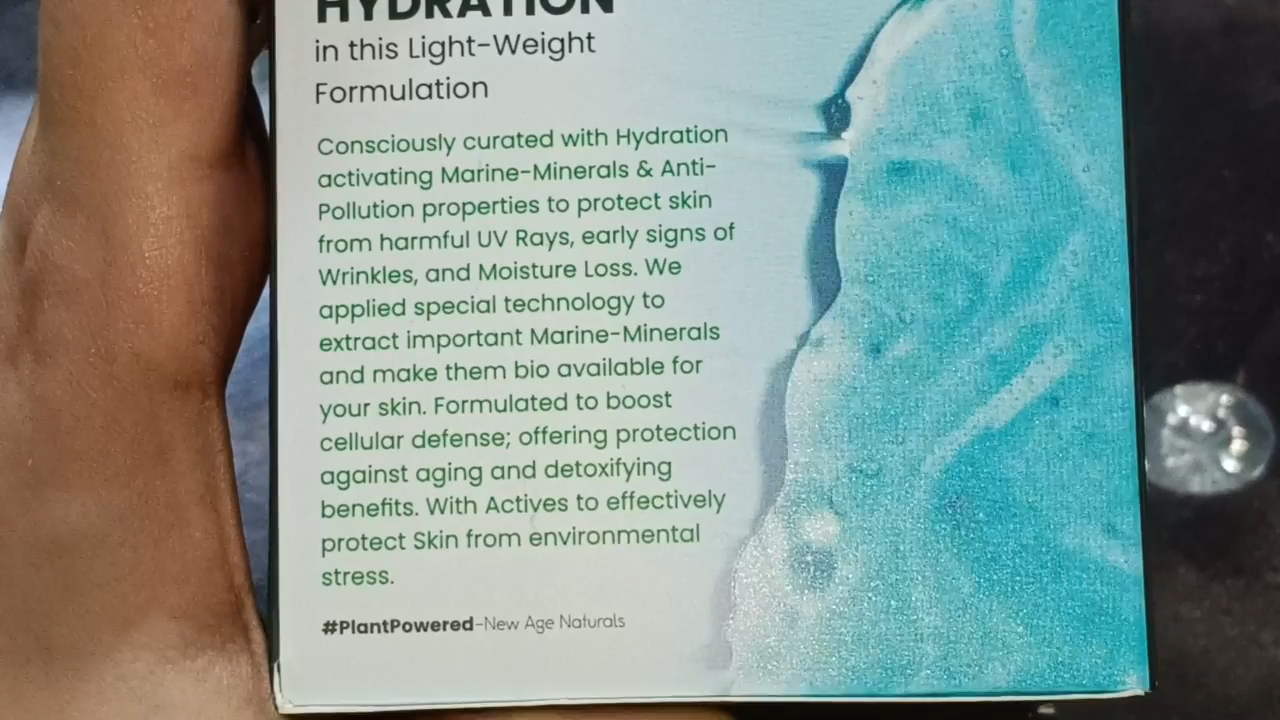 HYDRATION
in this Light-Weight
Formulation
Consciously curated with Hydration
activating Marine-Minerals & Anti-
Pollution properties to protect skin
from harmful UV Rays, early signs of
Wrinkles, and Moisture Loss. We
applied special technology to
extract important Marine-Minerals
and make them bio available for
your skin. Formulated to boost
cellular defense; offering protection
against aging and detoxifying
benefits. With Actives to effectively
protect Skin from environmental
stress.
#PlantPowered-New Age Naturals